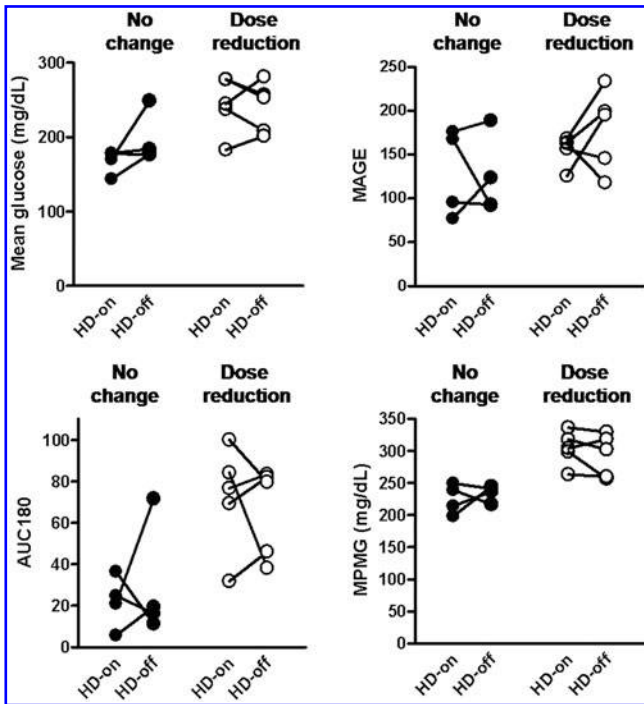 No change
Dose reduction
Mean glucose (mg/dL)
300
200
100
0
HD-on
HD-off
HD-on
HD-off
No change
Dose reduction
MAGE
250
200
150
100
50
0
HD-on
HD-off
HD-on
HD-off
No change
Dose reduction
AUC180
100
80
60
40
20
0
HD-on
HD-off
HD-on
HD-off
No change
Dose reduction
MPMG (mg/dL)
350
300
250
200
150
100
50
0
HD-on
HD-off
HD-on
HD-off